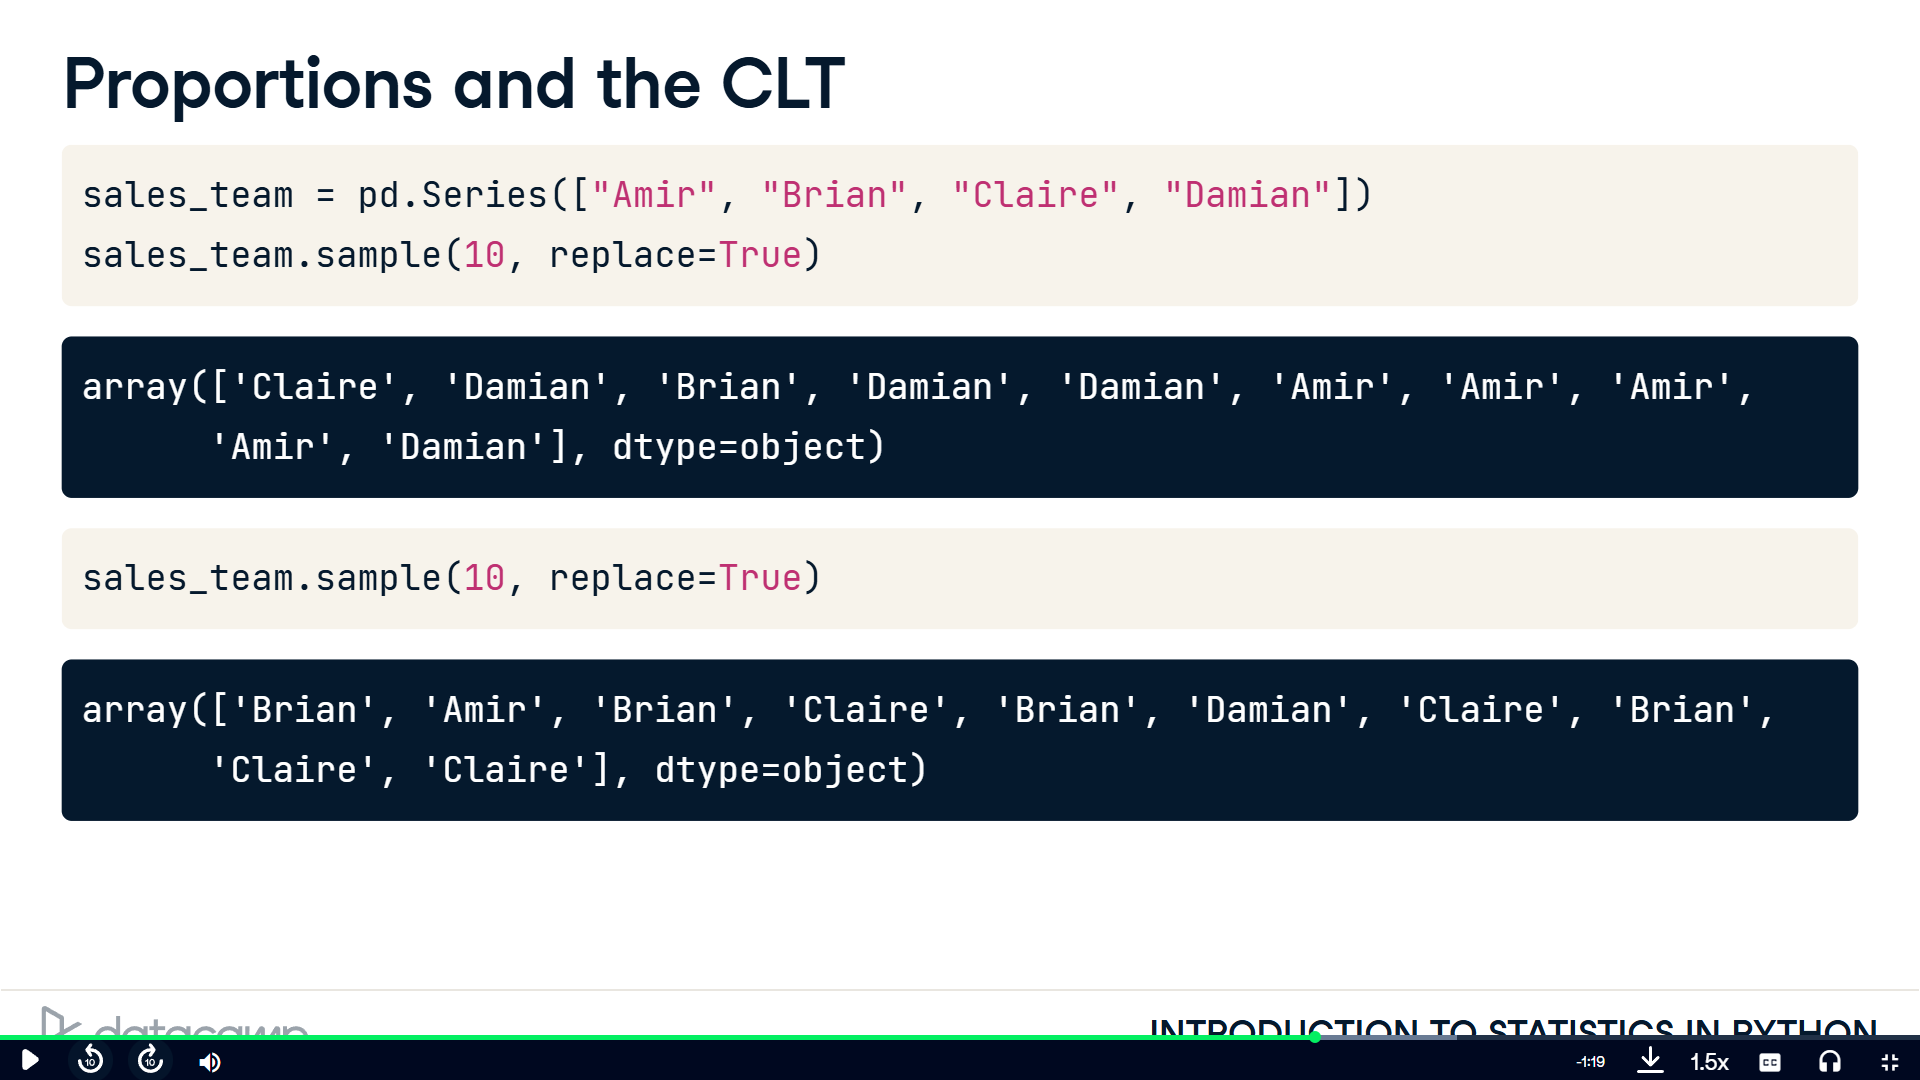 Proportions and the CLT
sales_team = pd.Series(["Amir", "Brian", "Claire", "Damian"])
sales_team.sample(10, replace=True)
array(['Claire', 'Damian', 'Brian', 'Damian', 'Damian', 'Amir', 'Amir', 'Amir',
'Amir', 'Damian'], dtype=object)
sales_team.sample(10, replace=True)
array(['Brian', 'Amir', 'Brian', 'Claire', 'Brian', 'Damian', 'Claire', 'Brian',
'Claire', 'Claire'], dtype=object)
datacamp
INTRODUCTION TO STATISTICS IN PYTHON
10 10 -1:19 1.5x CC